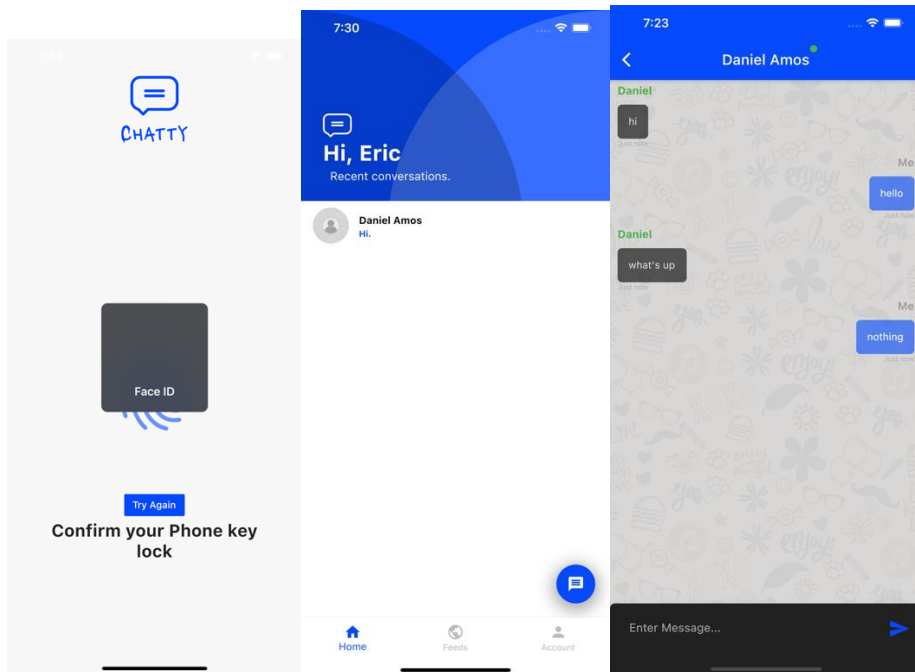 CHATTY
Face ID
Try Again
Confirm your Phone key
lock
7:30
Hi, Eric
Recent conversations.
Daniel Amos
Hi.
Home
Feeds
Account
7:23
Daniel Amos
Daniel
hi
Just now
Me
hello
Just now
Daniel
what's up
Just now
Me
nothing
Just now
Enter Message...